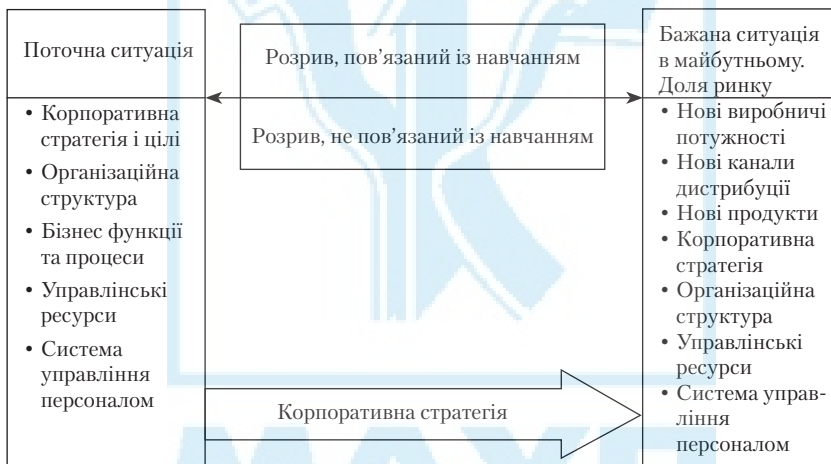 Поточна ситуація
• Корпоративна
стратегія і цілі
• Організаційна
структура
• Бізнес функції
та процеси
• Управлінські
ресурси
• Система
управління
персоналом
Розрив, пов’язаний із навчанням
Розрив, не пов’язаний із навчанням
Корпоративна стратегія
Бажана ситуація
в майбутньому.
Доля ринку
• Нові виробничі
потужності
• Нові канали
дистрибуції
• Нові продукти
• Корпоративна
стратегія
• Організаційна
структура
• Управлінські
ресурси
• Система управ-
ління
персоналом